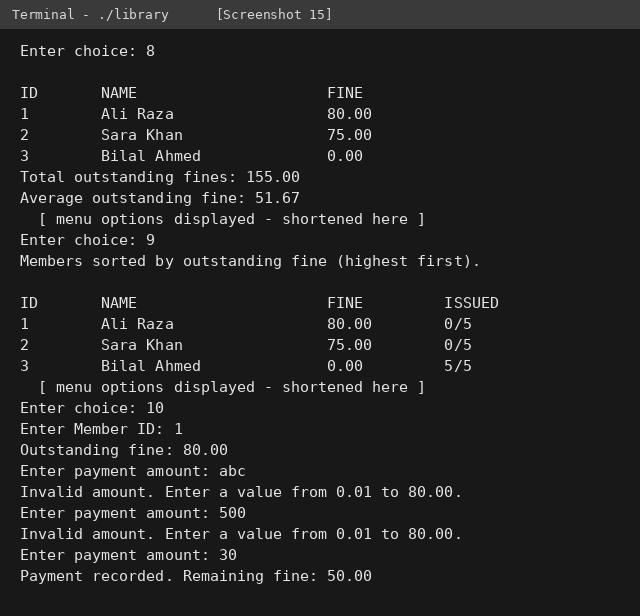 Terminal - ./library      [Screenshot 15]
Enter choice: 8
ID       NAME                     FINE
1        Ali Raza                 80.00
2        Sara Khan                75.00
3        Bilal Ahmed              0.00
Total outstanding fines: 155.00
Average outstanding fine: 51.67
  [ menu options displayed - shortened here ]
Enter choice: 9
Members sorted by outstanding fine (highest first).
ID       NAME                     FINE         ISSUED
1        Ali Raza                 80.00        0/5
2        Sara Khan                75.00        0/5
3        Bilal Ahmed              0.00         5/5
  [ menu options displayed - shortened here ]
Enter choice: 10
Enter Member ID: 1
Outstanding fine: 80.00
Enter payment amount: abc
Invalid amount. Enter a value from 0.01 to 80.00.
Enter payment amount: 500
Invalid amount. Enter a value from 0.01 to 80.00.
Enter payment amount: 30
Payment recorded. Remaining fine: 50.00